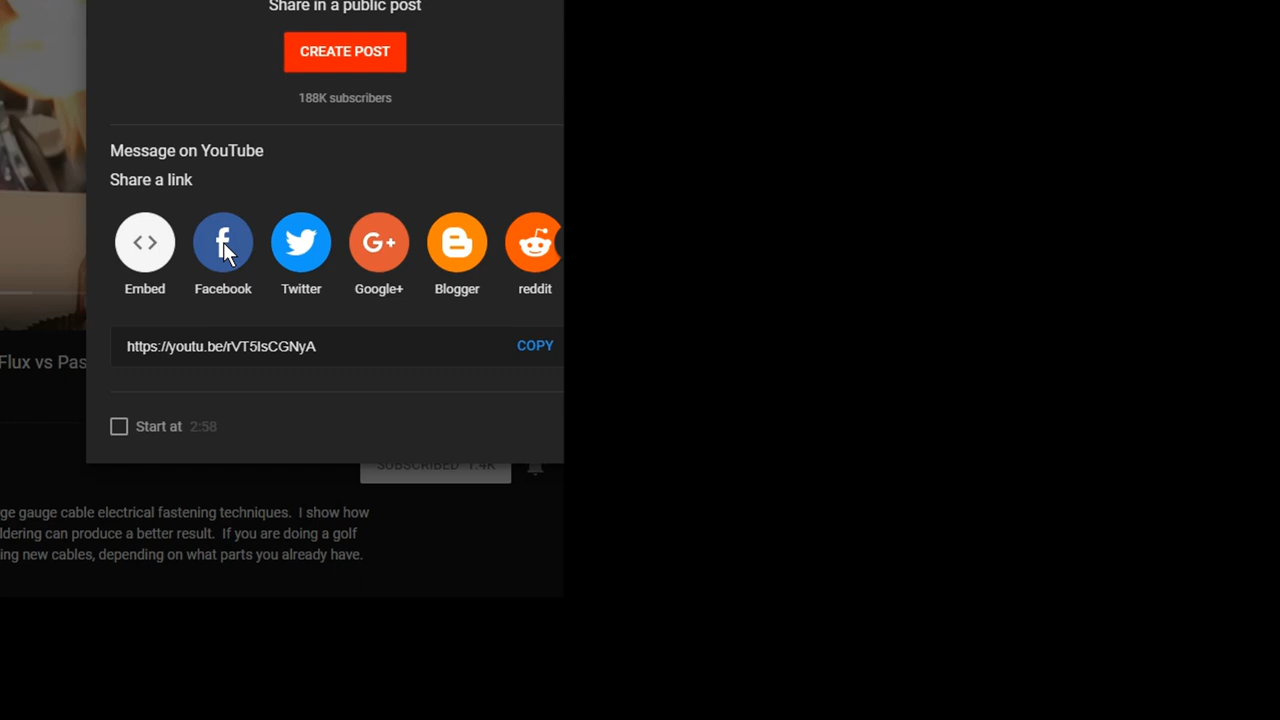 Share in a public post
CREATE POST
188K subscribers
Message on YouTube
Share a link
Embed
Facebook
Twitter
G+
Google+
Blogger
reddit
https://youtu.be/rVT5IsCGNyA
COPY
Flux vs Pas
Start at 2:58
SUBSCRIBED 1.4K
ge gauge cable electrical fastening techniques. I show how
ldering can produce a better result. If you are doing a golf
ing new cables, depending on what parts you already have.